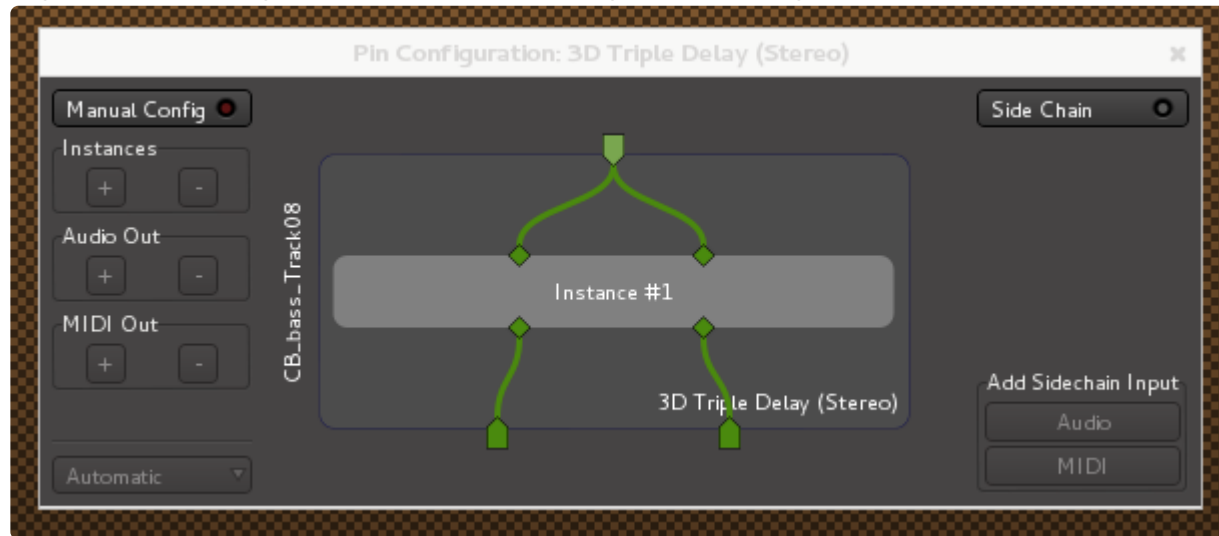 Pin Configuration: 3D Triple Delay (Stereo)
Manual Config
Side Chain
Instances
+ -
Audio Out
+ -
MIDI Out
+ -
Automatic
CB_bass_Track08
Instance #1
3D Triple Delay (Stereo)
Add Sidechain Input
Audio
MIDI